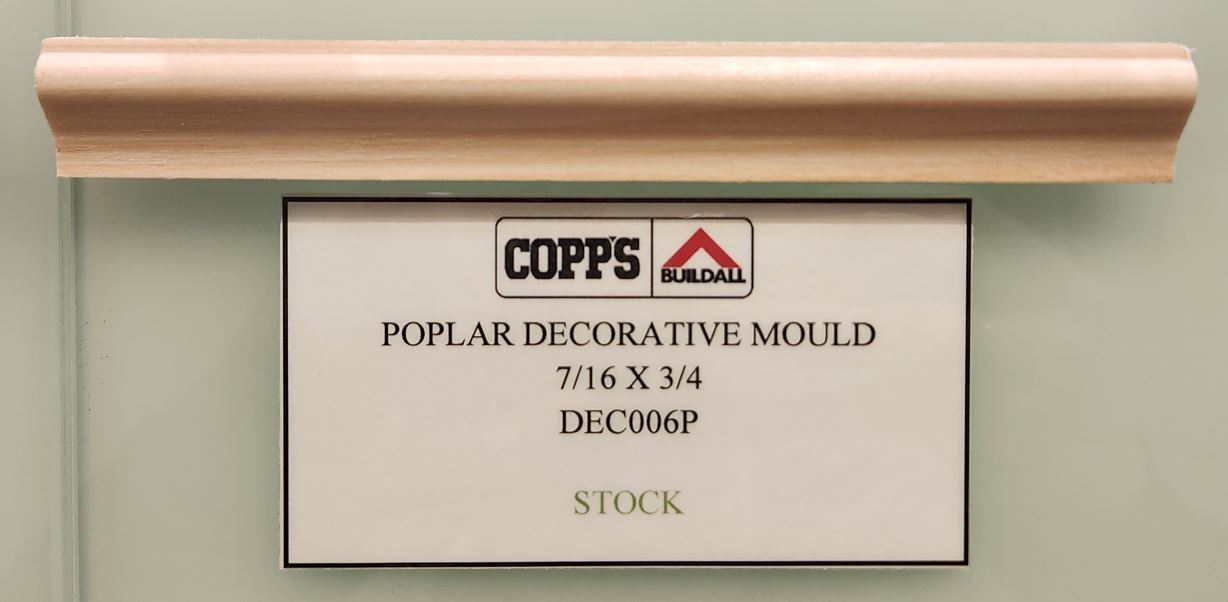 COPP'S BUILDALL
POPLAR DECORATIVE MOULD
7/16 X 3/4
DEC006P
STOCK